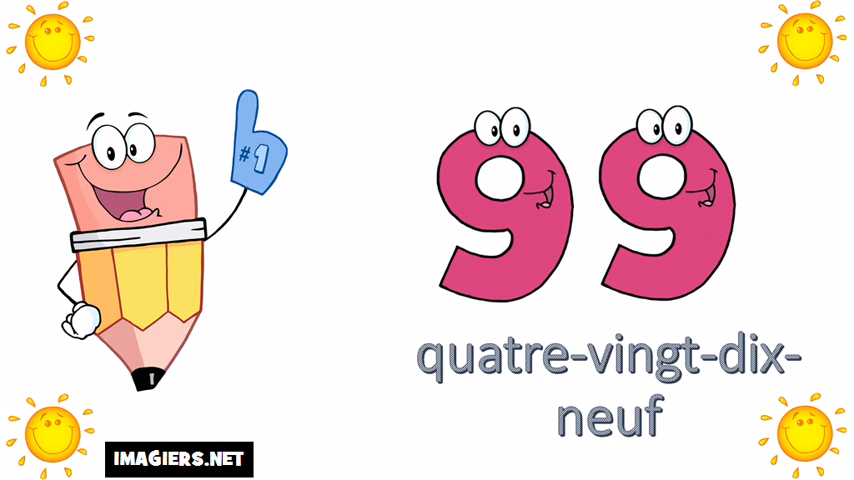 #1
99
quatre-vingt-dix-
neuf
IMAGIERS.NET